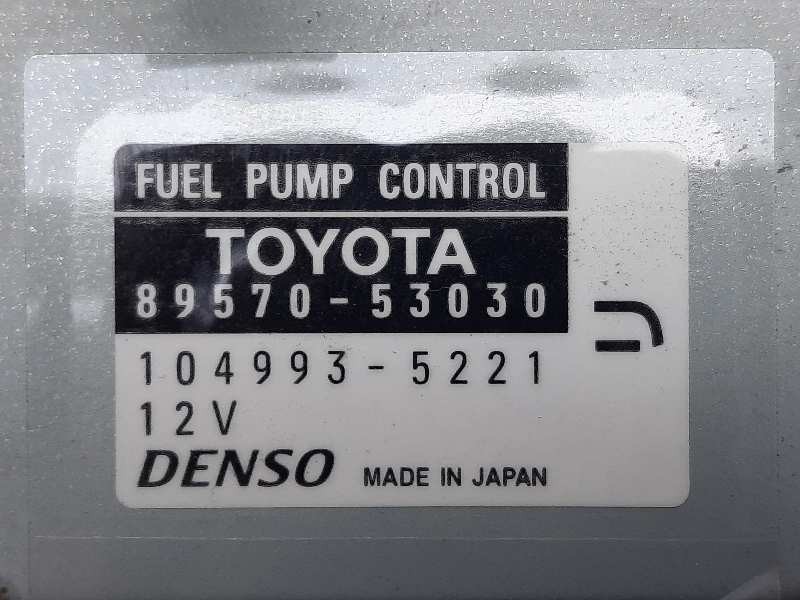 FUEL PUMP CONTROL
TOYOTA
89570-53030
104993-5221
12V
DENSO MADE IN JAPAN